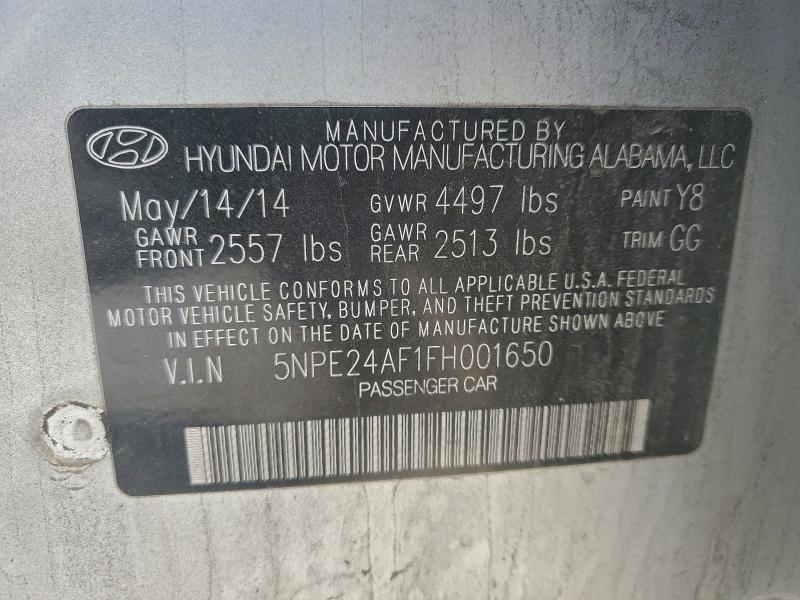 MANUFACTURED BY
HYUNDAI MOTOR MANUFACTURING ALABAMA, LLC
May/14/14 GVWR 4497 lbs PAINT Y8
GAWR FRONT 2557 lbs GAWR REAR 2513 lbs TRIM GG
THIS VEHICLE CONFORMS TO ALL APPLICABLE U.S.A. FEDERAL
MOTOR VEHICLE SAFETY, BUMPER, AND THEFT PREVENTION STANDARDS
IN EFFECT ON THE DATE OF MANUFACTURE SHOWN ABOVE
V.I.N 5NPE24AF1FH001650
PASSENGER CAR